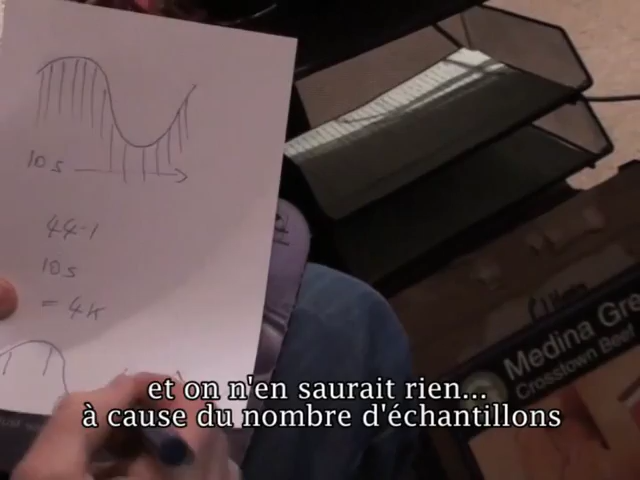 10s
44.1
10s
= 4K
Medina Gre
Crosstown Beef
et on n'en saurait rien...
à cause du nombre d'échantillons